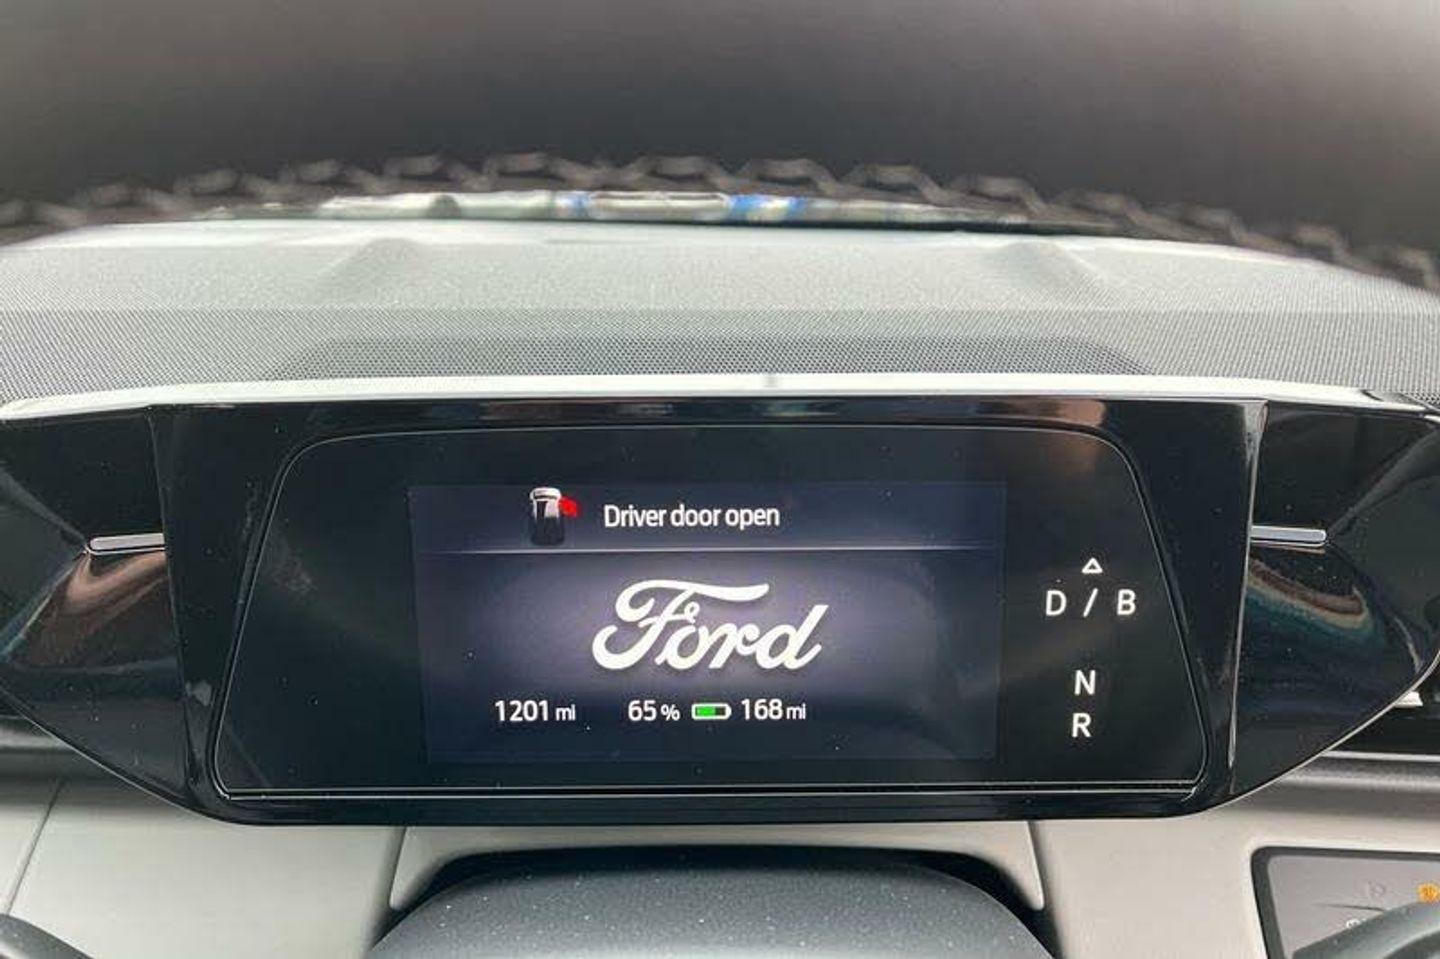 Driver door open
Ford
1201 mi 65 % 168 mi
D / B
N
R